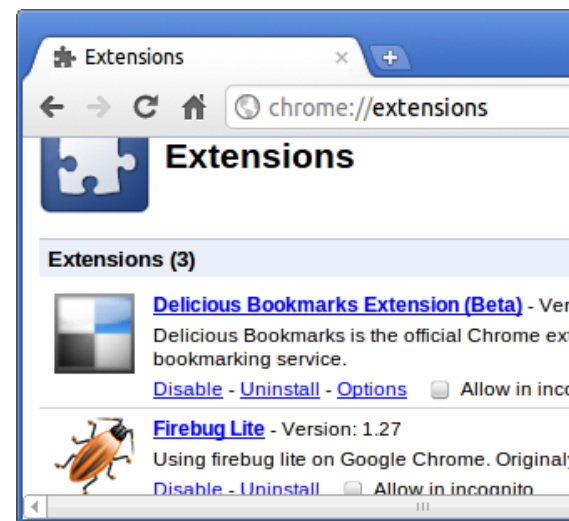 Extensions
chrome://extensions
Extensions
Extensions (3)
Delicious Bookmarks Extension (Beta) - Ver
Delicious Bookmarks is the official Chrome ex
bookmarking service.
Disable - Uninstall - Options Allow in inco
Firebug Lite - Version: 1.27
Using firebug lite on Google Chrome. Originaly
Disable - Uninstall Allow in incognito